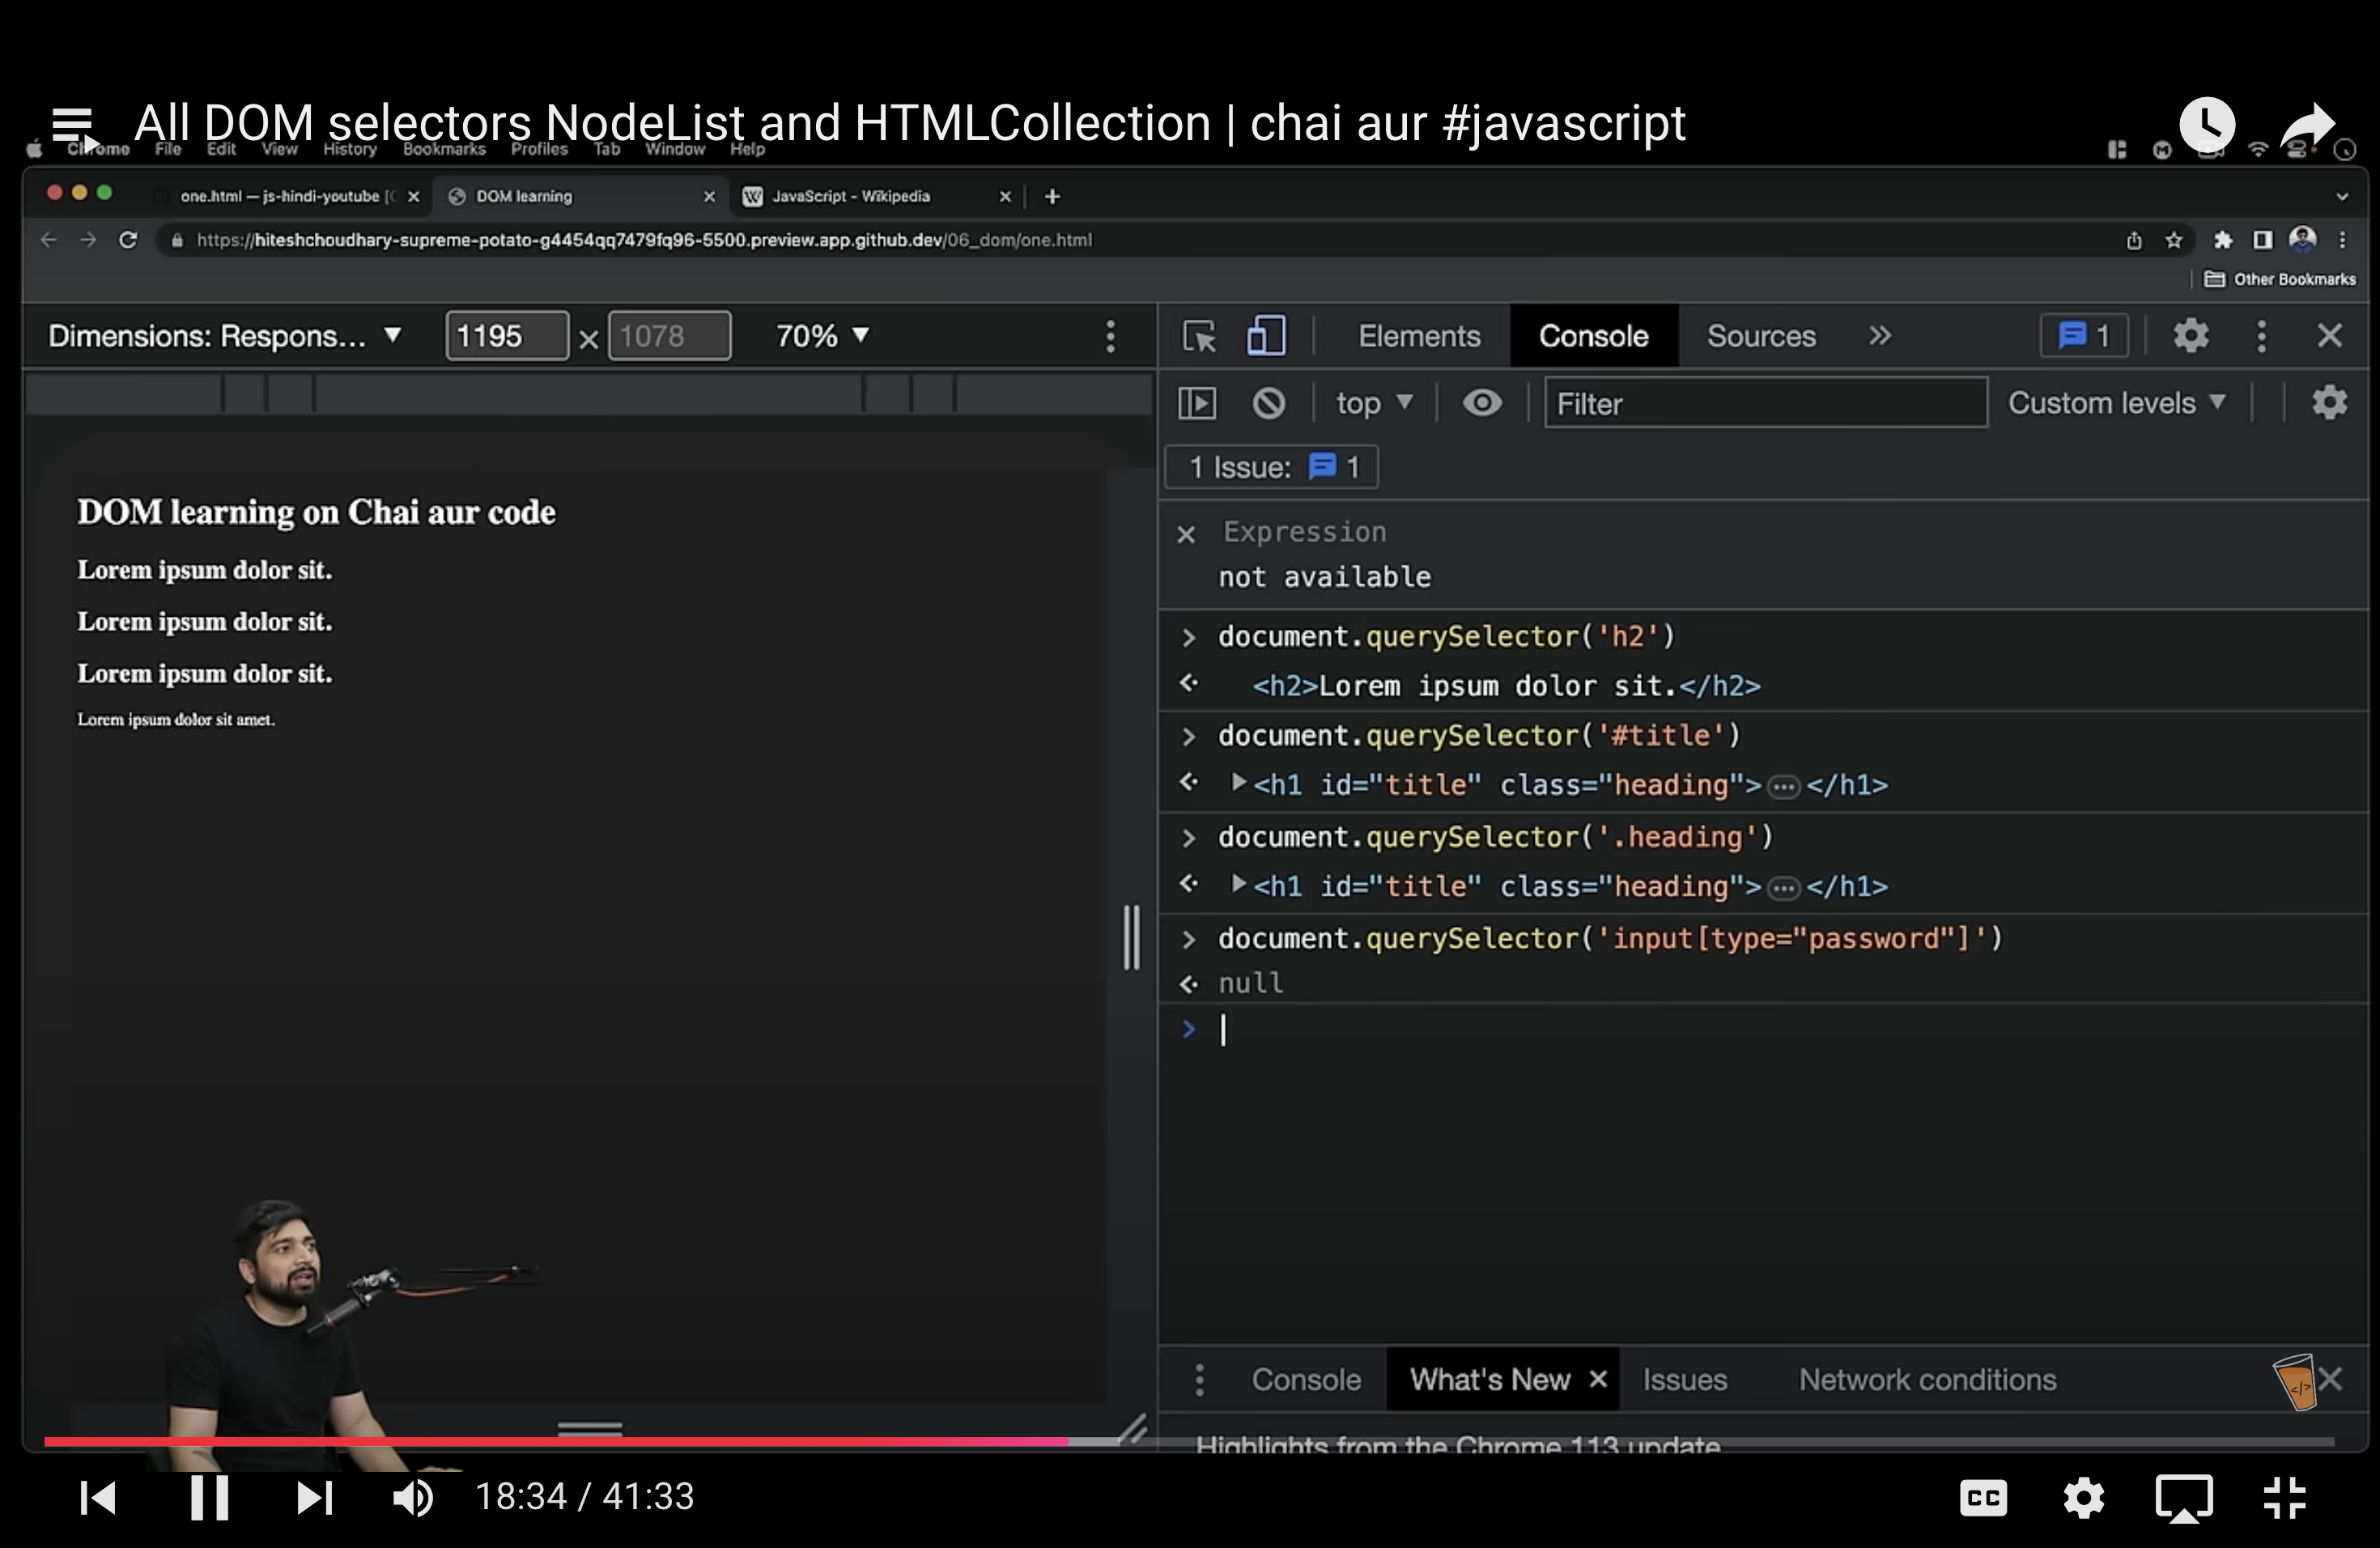 All DOM selectors NodeList and HTMLCollection | chai aur #javascript
Chrome File Edit View History Bookmarks Profiles Tab Window Help
one.html — js-hindi-youtube [
DOM learning
JavaScript - Wikipedia
https://hiteshchoudhary-supreme-potato-g4454qq7479fq96-5500.preview.app.github.dev/06_dom/one.html
Other Bookmarks
Dimensions: Respons... ▼ 1195 × 1078 70% ▼
Elements Console Sources » 1
top ▼ Filter Custom levels ▼
1 Issue: 1
DOM learning on Chai aur code
Lorem ipsum dolor sit.
Lorem ipsum dolor sit.
Lorem ipsum dolor sit.
Lorem ipsum dolor sit amet.
Expression
not available
> document.querySelector('h2')
<h2>Lorem ipsum dolor sit.</h2>
> document.querySelector('#title')
<h1 id="title" class="heading">…</h1>
> document.querySelector('.heading')
<h1 id="title" class="heading">…</h1>
> document.querySelector('input[type="password"]')
null
>
Console What's New Issues Network conditions
</>
Highlights from the Chrome 113 update
18:34 / 41:33
CC